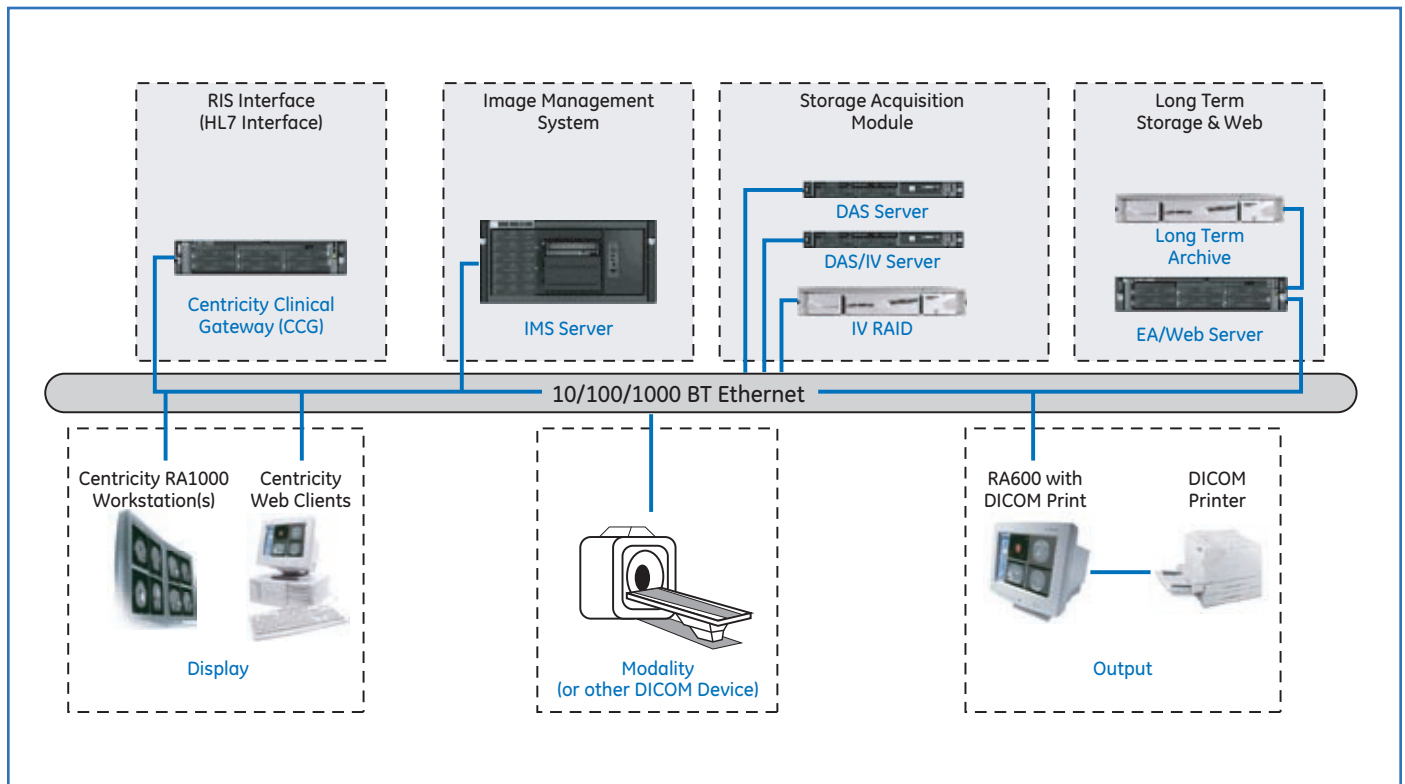 RIS Interface
(HL7 Interface)
Centricity Clinical
Gateway (CCG)
Image Management
System
IMS Server
Storage Acquisition
Module
DAS Server
DAS/IV Server
IV RAID
Long Term
Storage & Web
Long Term
Archive
EA/Web Server
10/100/1000 BT Ethernet
Centricity RA1000
Workstation(s)
Centricity
Web Clients
Display
Modality
(or other DICOM Device)
RA600 with
DICOM Print
DICOM
Printer
Output